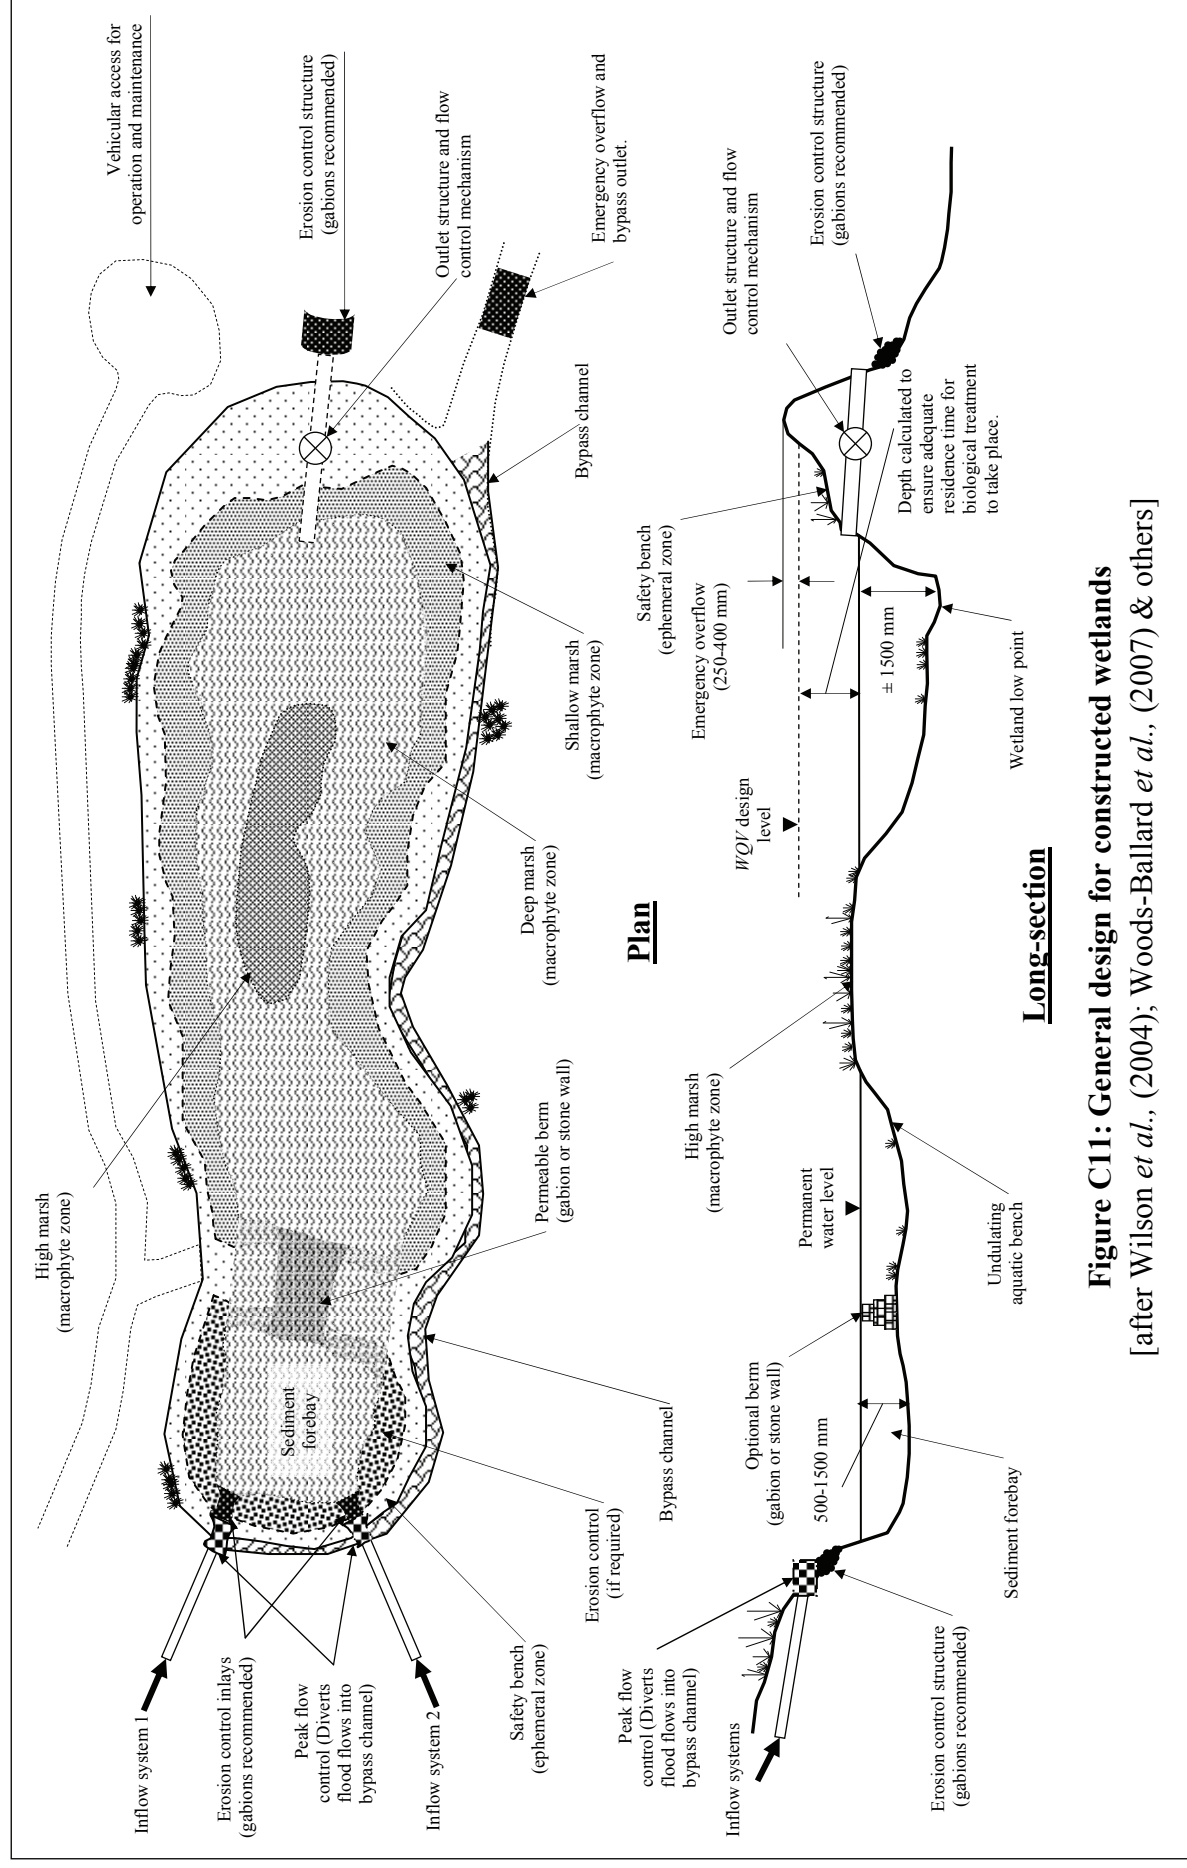 Vehicular access for
operation and maintenance
High marsh
(macrophyte zone)
Inflow system 1
Sediment
forebay
Erosion control structure
(gabions recommended)
Erosion control inlays
(gabions recommended)
Outlet structure and flow
control mechanism
Peak flow
control (Diverts
flood flows into
bypass channel)
Inflow system 2
Safety bench
(ephemeral zone)
Erosion control
(if required)
Bypass channel
Permeable berm
(gabion or stone wall)
Deep marsh
(macrophyte zone)
Shallow marsh
(macrophyte zone)
Bypass channel
Emergency overflow and
bypass outlet.
Plan
Peak flow
control (Diverts
flood flows into
bypass channel)
Inflow systems
Erosion control structure
(gabions recommended)
Optional berm
(gabion or stone wall)
500-1500 mm
Sediment forebay
High marsh
(macrophyte zone)
Permanent
water level
Undulating
aquatic bench
WQV design
level
Safety bench
(ephemeral zone)
Emergency overflow
(250-400 mm)
± 1500 mm
Wetland low point
Outlet structure and flow
control mechanism
Erosion control structure
(gabions recommended)
Depth calculated to
ensure adequate
residence time for
biological treatment
to take place.
Long-section
Figure C11: General design for constructed wetlands
[after Wilson et al., (2004); Woods-Ballard et al., (2007) & others]